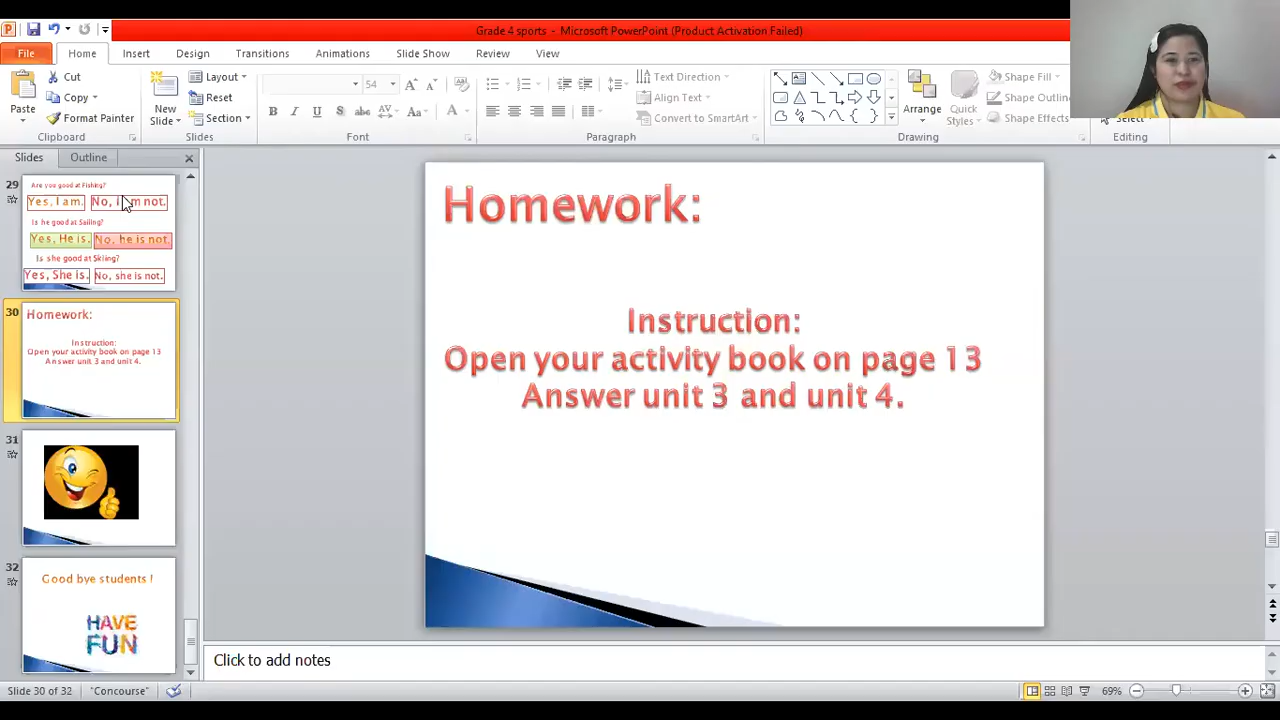 Grade 4 sports - Microsoft PowerPoint (Product Activation Failed)
File Home Insert Design Transitions Animations Slide Show Review View
Cut
Copy
Format Painter
Paste
Clipboard
New
Slide
Layout
Reset
Section
Slides
54
Font
Text Direction
Align Text
Convert to SmartArt
Paragraph
Arrange
Quick
Styles
Shape Fill
Shape Outline
Shape Effects
Drawing
Select
Editing
Slides Outline
29
Are you good at Fishing?
Yes, I am. No, I m not.
Is he good at Sailing?
Yes, He is. No, he is not.
Is she good at Skiing?
Yes, She is. No, she is not.
30
Homework:
Instruction:
Open your activity book on page 13
Answer unit 3 and unit 4.
31
32
Good bye students !
HAVE
FUN
Homework:
Instruction:
Open your activity book on page 13
Answer unit 3 and unit 4.
Click to add notes
Slide 30 of 32 "Concourse" 69%